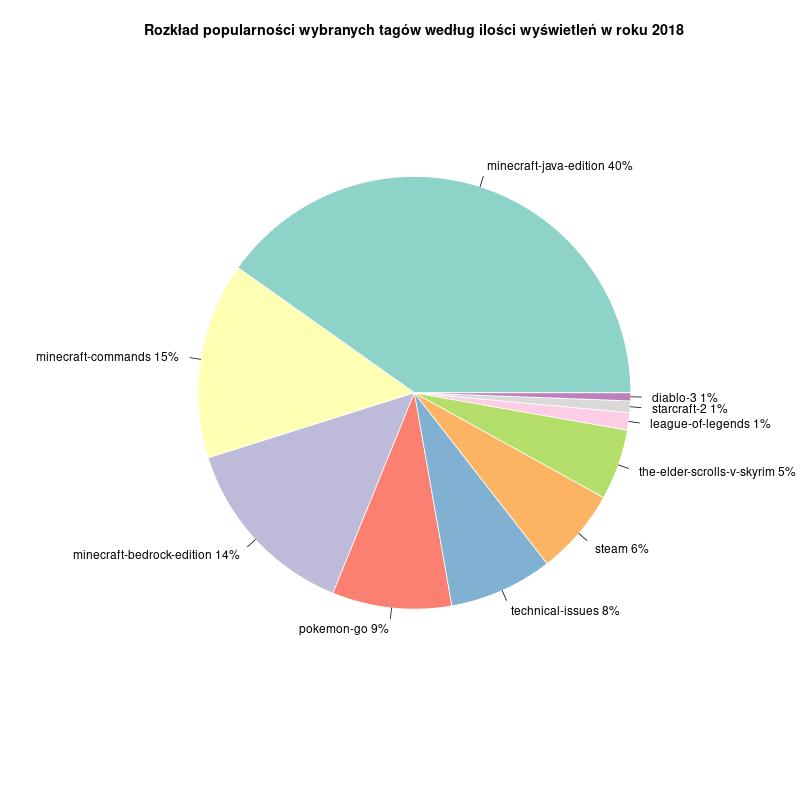 Rozkład popularności wybranych tagów według ilości wyświetleń w roku 2018
minecraft-java-edition 40%
minecraft-commands 15%
diablo-3 1%
starcraft-2 1%
league-of-legends 1%
the-elder-scrolls-v-skyrim 5%
steam 6%
minecraft-bedrock-edition 14%
technical-issues 8%
pokemon-go 9%